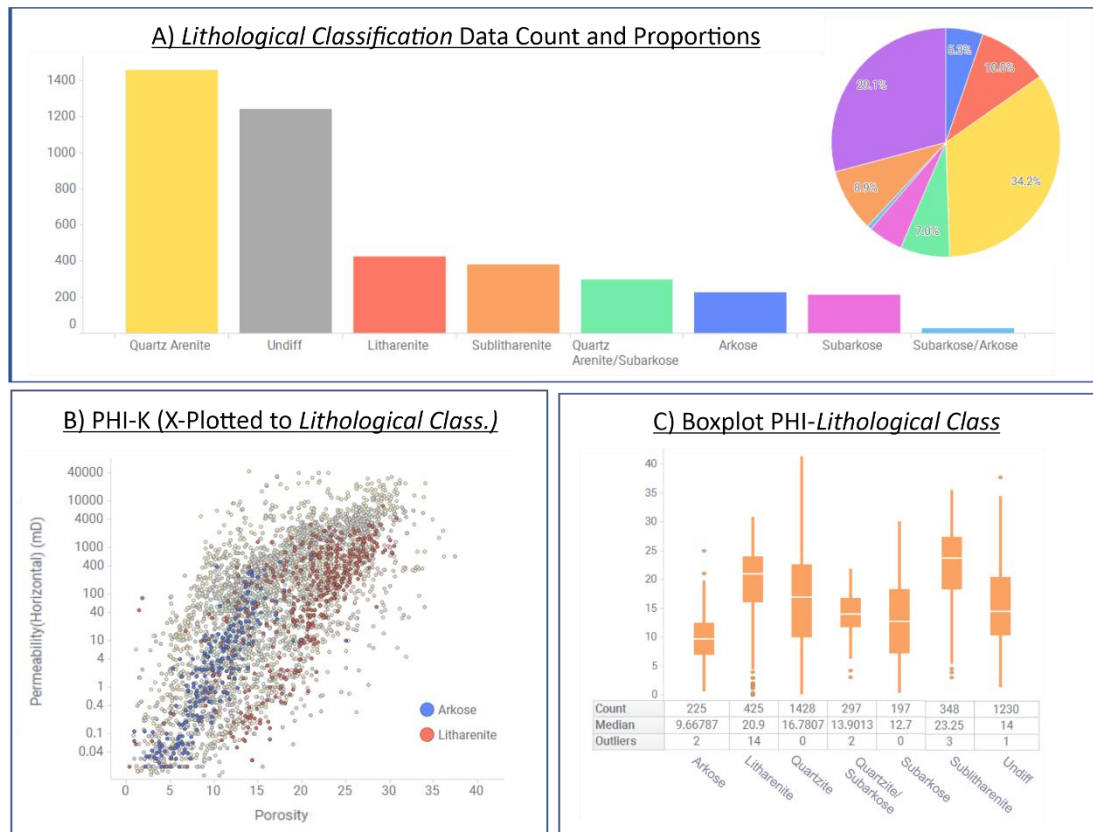 A) Lithological Classification Data Count and Proportions
1400
1200
1000
800
600
400
200
0
Quartz Arenite
Undiff
Litharenite
Sublitharenite
Quartz
Arenite/Subarkose
Arkose
Subarkose
Subarkose/Arkose
5.3%
10.0%
34.2%
7.0%
8.9%
29.1%
B) PHI-K (X-Plotted to Lithological Class.)
Permeability(Horizontal) (mD)
40000
10000
4000
1000
400
100
40
10
4
1
0.4
0.1
0.04
0 5 10 15 20 25 30 35 40
Porosity
Arkose
Litharenite
C) Boxplot PHI-Lithological Class
40
35
30
25
20
15
10
5
0
Count 225 425 1428 297 197 348 1230
Median 9.66787 20.9 16.7807 13.9013 12.7 23.25 14
Outliers 2 14 0 2 0 3 1
Arkose
Litharenite
Quartzite
Quartzite/
Subarkose
Subarkose
Sublitharenite
Undiff